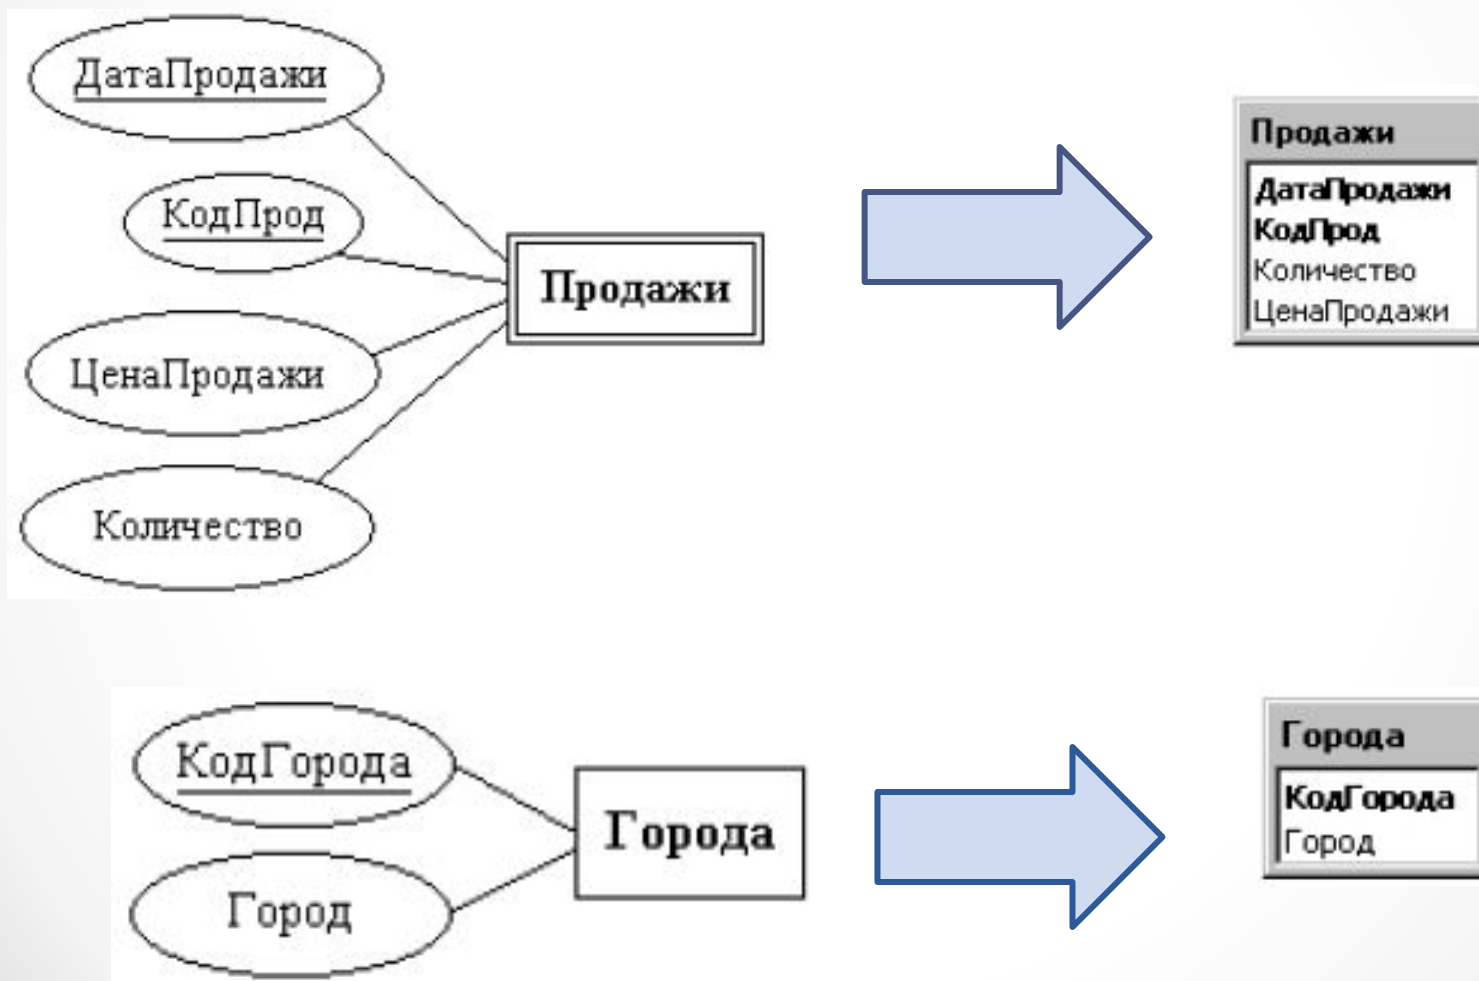 ДатаПродажи
КодПрод
ЦенаПродажи
Количество
Продажи
Продажи
ДатаПродажи
КодПрод
Количество
ЦенаПродажи
КодГорода
Город
Города
Города
КодГорода
Город